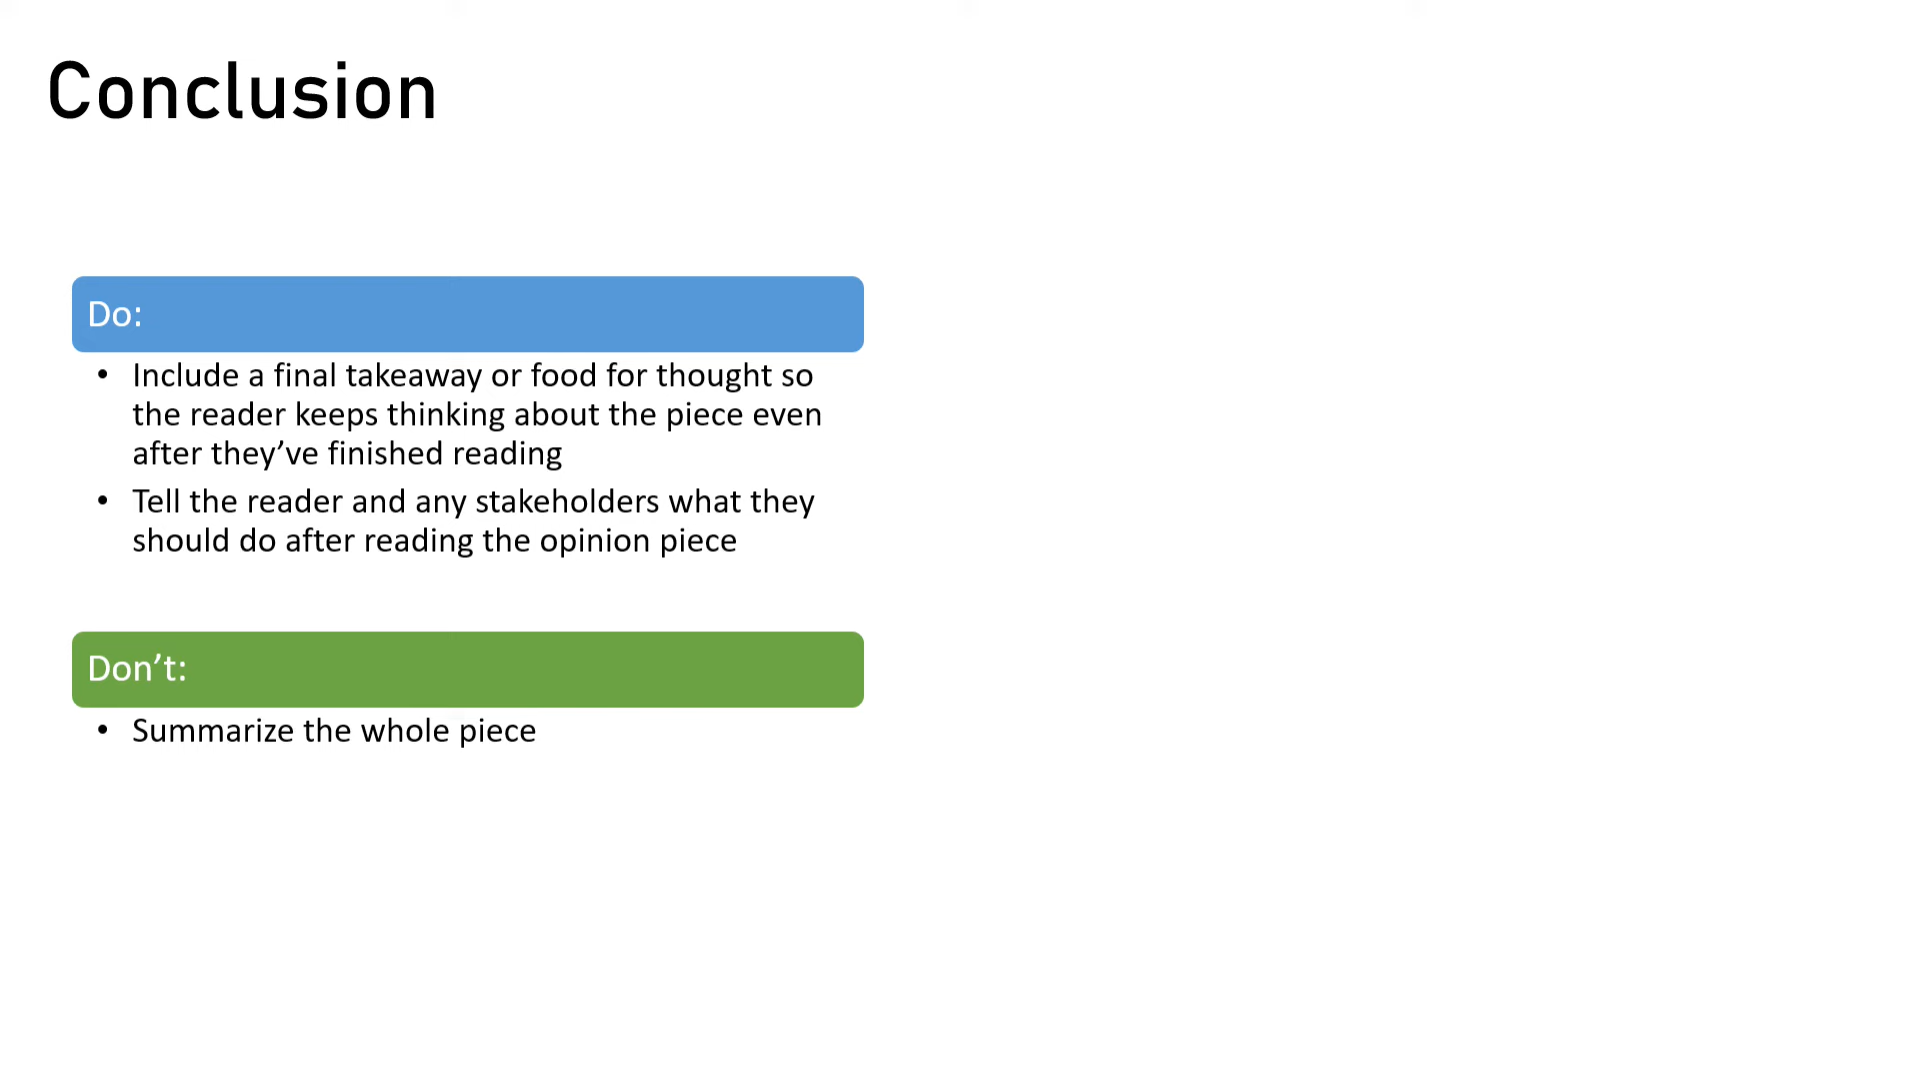 Conclusion
Do:
• Include a final takeaway or food for thought so
the reader keeps thinking about the piece even
after they’ve finished reading
• Tell the reader and any stakeholders what they
should do after reading the opinion piece
Don’t:
• Summarize the whole piece